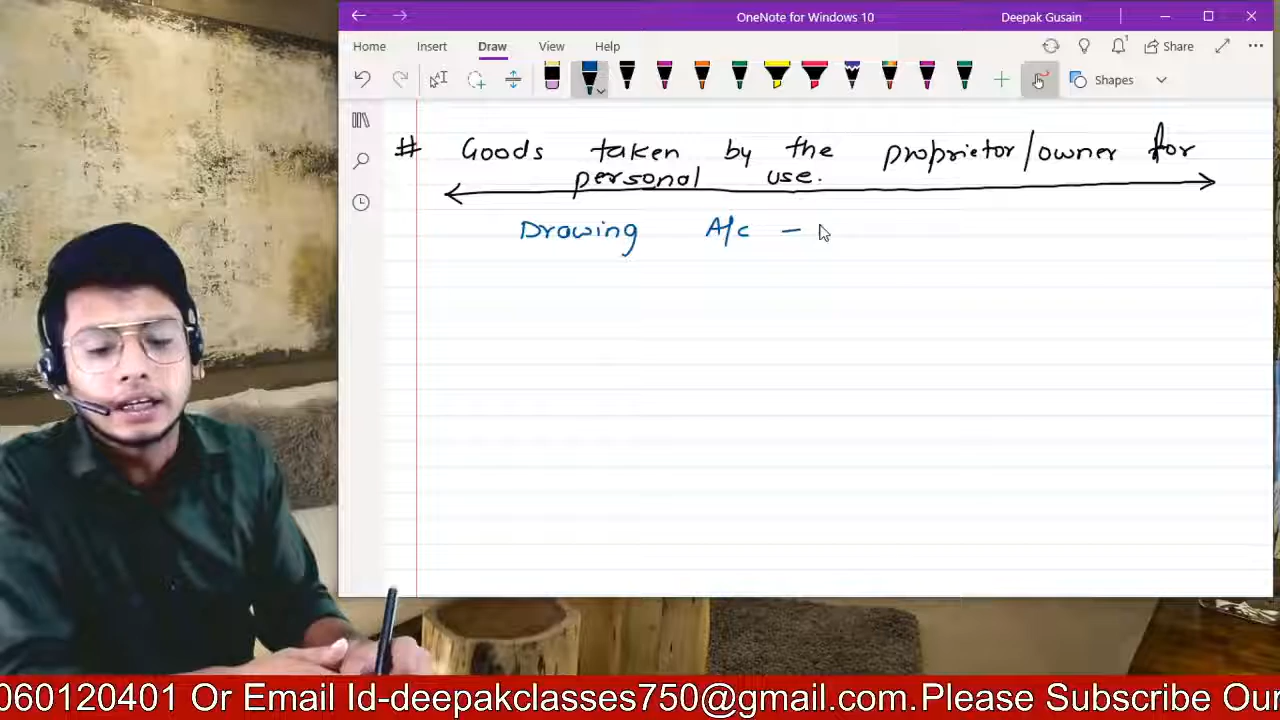 OneNote for Windows 10
Deepak Gusain
Home Insert Draw View Help
Share
Shapes
# Goods taken by the proprietor/owner for
personal use.
Drawing A/c -
060120401 Or Email Id-deepakclasses750@gmail.com.Please Subscribe Our